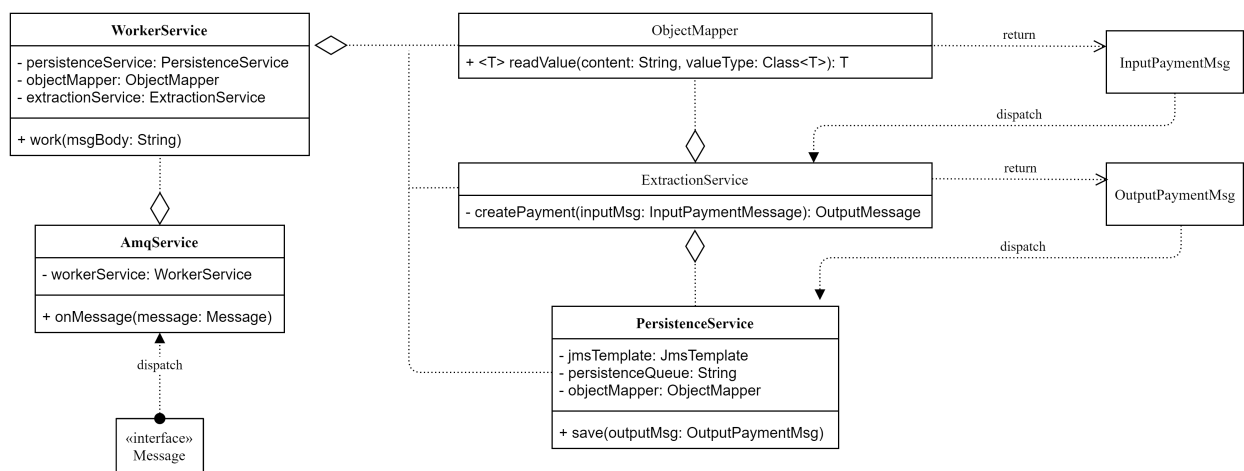 WorkerService
- persistenceService: PersistenceService
- objectMapper: ObjectMapper
- extractionService: ExtractionService
+ work(msgBody: String)
AmqService
- workerService: WorkerService
+ onMessage(message: Message)
dispatch
«interface»
Message
ObjectMapper
+ <T> readValue(content: String, valueType: Class<T>): T
return
InputPaymentMsg
dispatch
ExtractionService
- createPayment(inputMsg: InputPaymentMessage): OutputMessage
return
OutputPaymentMsg
dispatch
PersistenceService
- jmsTemplate: JmsTemplate
- persistenceQueue: String
- objectMapper: ObjectMapper
+ save(outputMsg: OutputPaymentMsg)